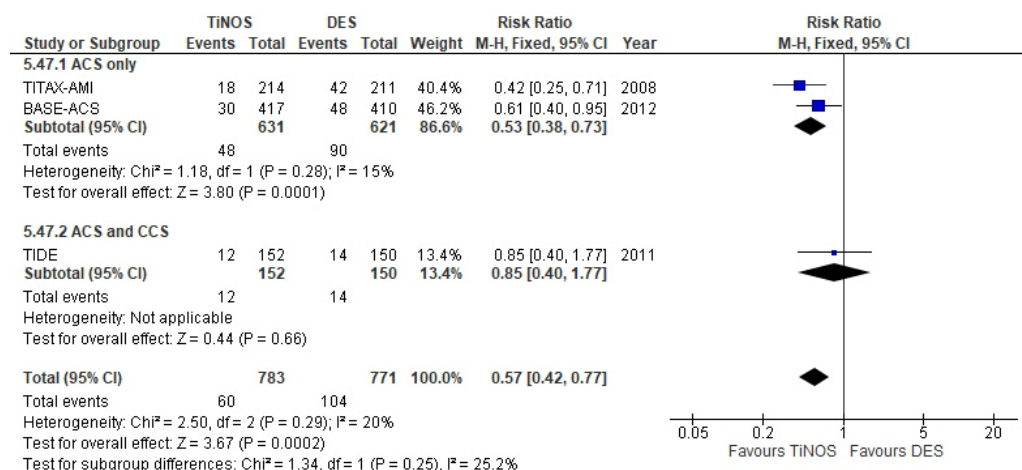 TiNOS DES Risk Ratio Risk Ratio
Study or Subgroup Events Total Events Total Weight M-H, Fixed, 95% CI Year M-H, Fixed, 95% CI
5.47.1 ACS only
TITAX-AMI 18 214 42 211 40.4% 0.42 [0.25, 0.71] 2008
BASE-ACS 30 417 48 410 46.2% 0.61 [0.40, 0.95] 2012
Subtotal (95% CI) 631 621 86.6% 0.53 [0.38, 0.73]
Total events 48 90
Heterogeneity: Chi² = 1.18, df = 1 (P = 0.28); I² = 15%
Test for overall effect: Z = 3.80 (P = 0.0001)
5.47.2 ACS and CCS
TIDE 12 152 14 150 13.4% 0.85 [0.40, 1.77] 2011
Subtotal (95% CI) 152 150 13.4% 0.85 [0.40, 1.77]
Total events 12 14
Heterogeneity: Not applicable
Test for overall effect: Z = 0.44 (P = 0.66)
Total (95% CI) 783 771 100.0% 0.57 [0.42, 0.77]
Total events 60 104
Heterogeneity: Chi² = 2.50, df = 2 (P = 0.29); I² = 20%
Test for overall effect: Z = 3.67 (P = 0.0002)
Test for subgroup differences: Chi² = 1.34, df = 1 (P = 0.25), I² = 25.2%
0.05 0.2 1 5 20
Favours TiNOS Favours DES